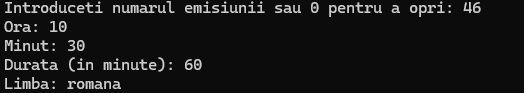 Introduceti numarul emisiunii sau 0 pentru a opri: 46
Ora: 10
Minut: 30
Durata (in minute): 60
Limba: romana